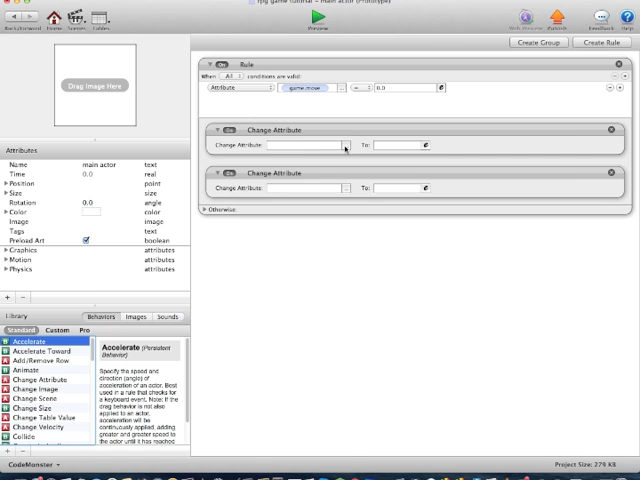 rpg game tutorial - main actor (Prototype)
Back/Forward Home Scenes Tables Preview Web Preview Publish Feedback Help
Create Group Create Rule
Drag Image Here
On Rule
When All conditions are valid:
Attribute game.move = 0.0
On Change Attribute
Change Attribute: To:
On Change Attribute
Change Attribute: To:
Otherwise:
Attributes
Name main actor text
Time 0.0 real
Position point
Size size
Rotation 0.0 angle
Color color
Image image
Tags text
Preload Art boolean
Graphics attributes
Motion attributes
Physics attributes
+ −
Library Behaviors Images Sounds
Standard Custom Pro
Accelerate
Accelerate Toward
Add/Remove Row
Animate
Change Attribute
Change Image
Change Scene
Change Size
Change Table Value
Change Velocity
Collide
Accelerate (Persistent
Behavior)
Specify the speed and
direction (angle) of
acceleration of an actor. Best
used in a rule that checks for
a keyboard event. Note: If the
drag behavior is not also
applied to an actor,
acceleration will be
continuously applied, adding
greater and greater speed to
the actor until it has reached
+ −
CodeMonster
Project Size: 279 KB